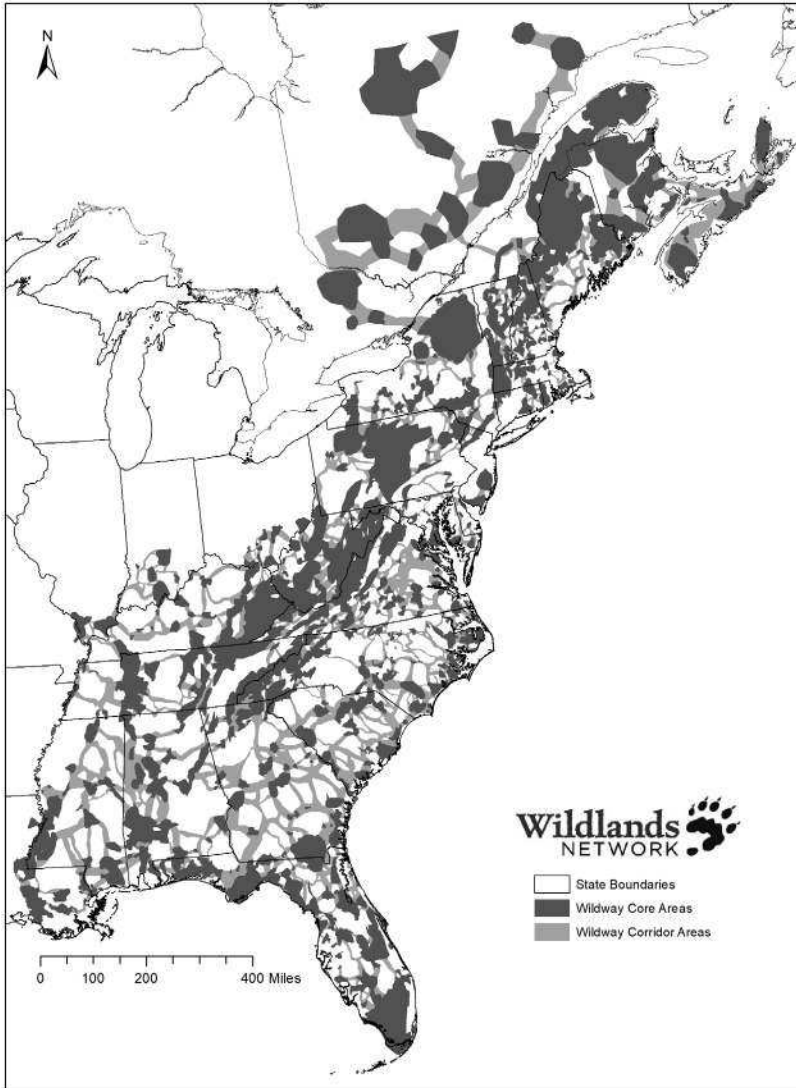 N
Wildlands
NETWORK
State Boundaries
Wildway Core Areas
Wildway Corridor Areas
0 100 200 400 Miles